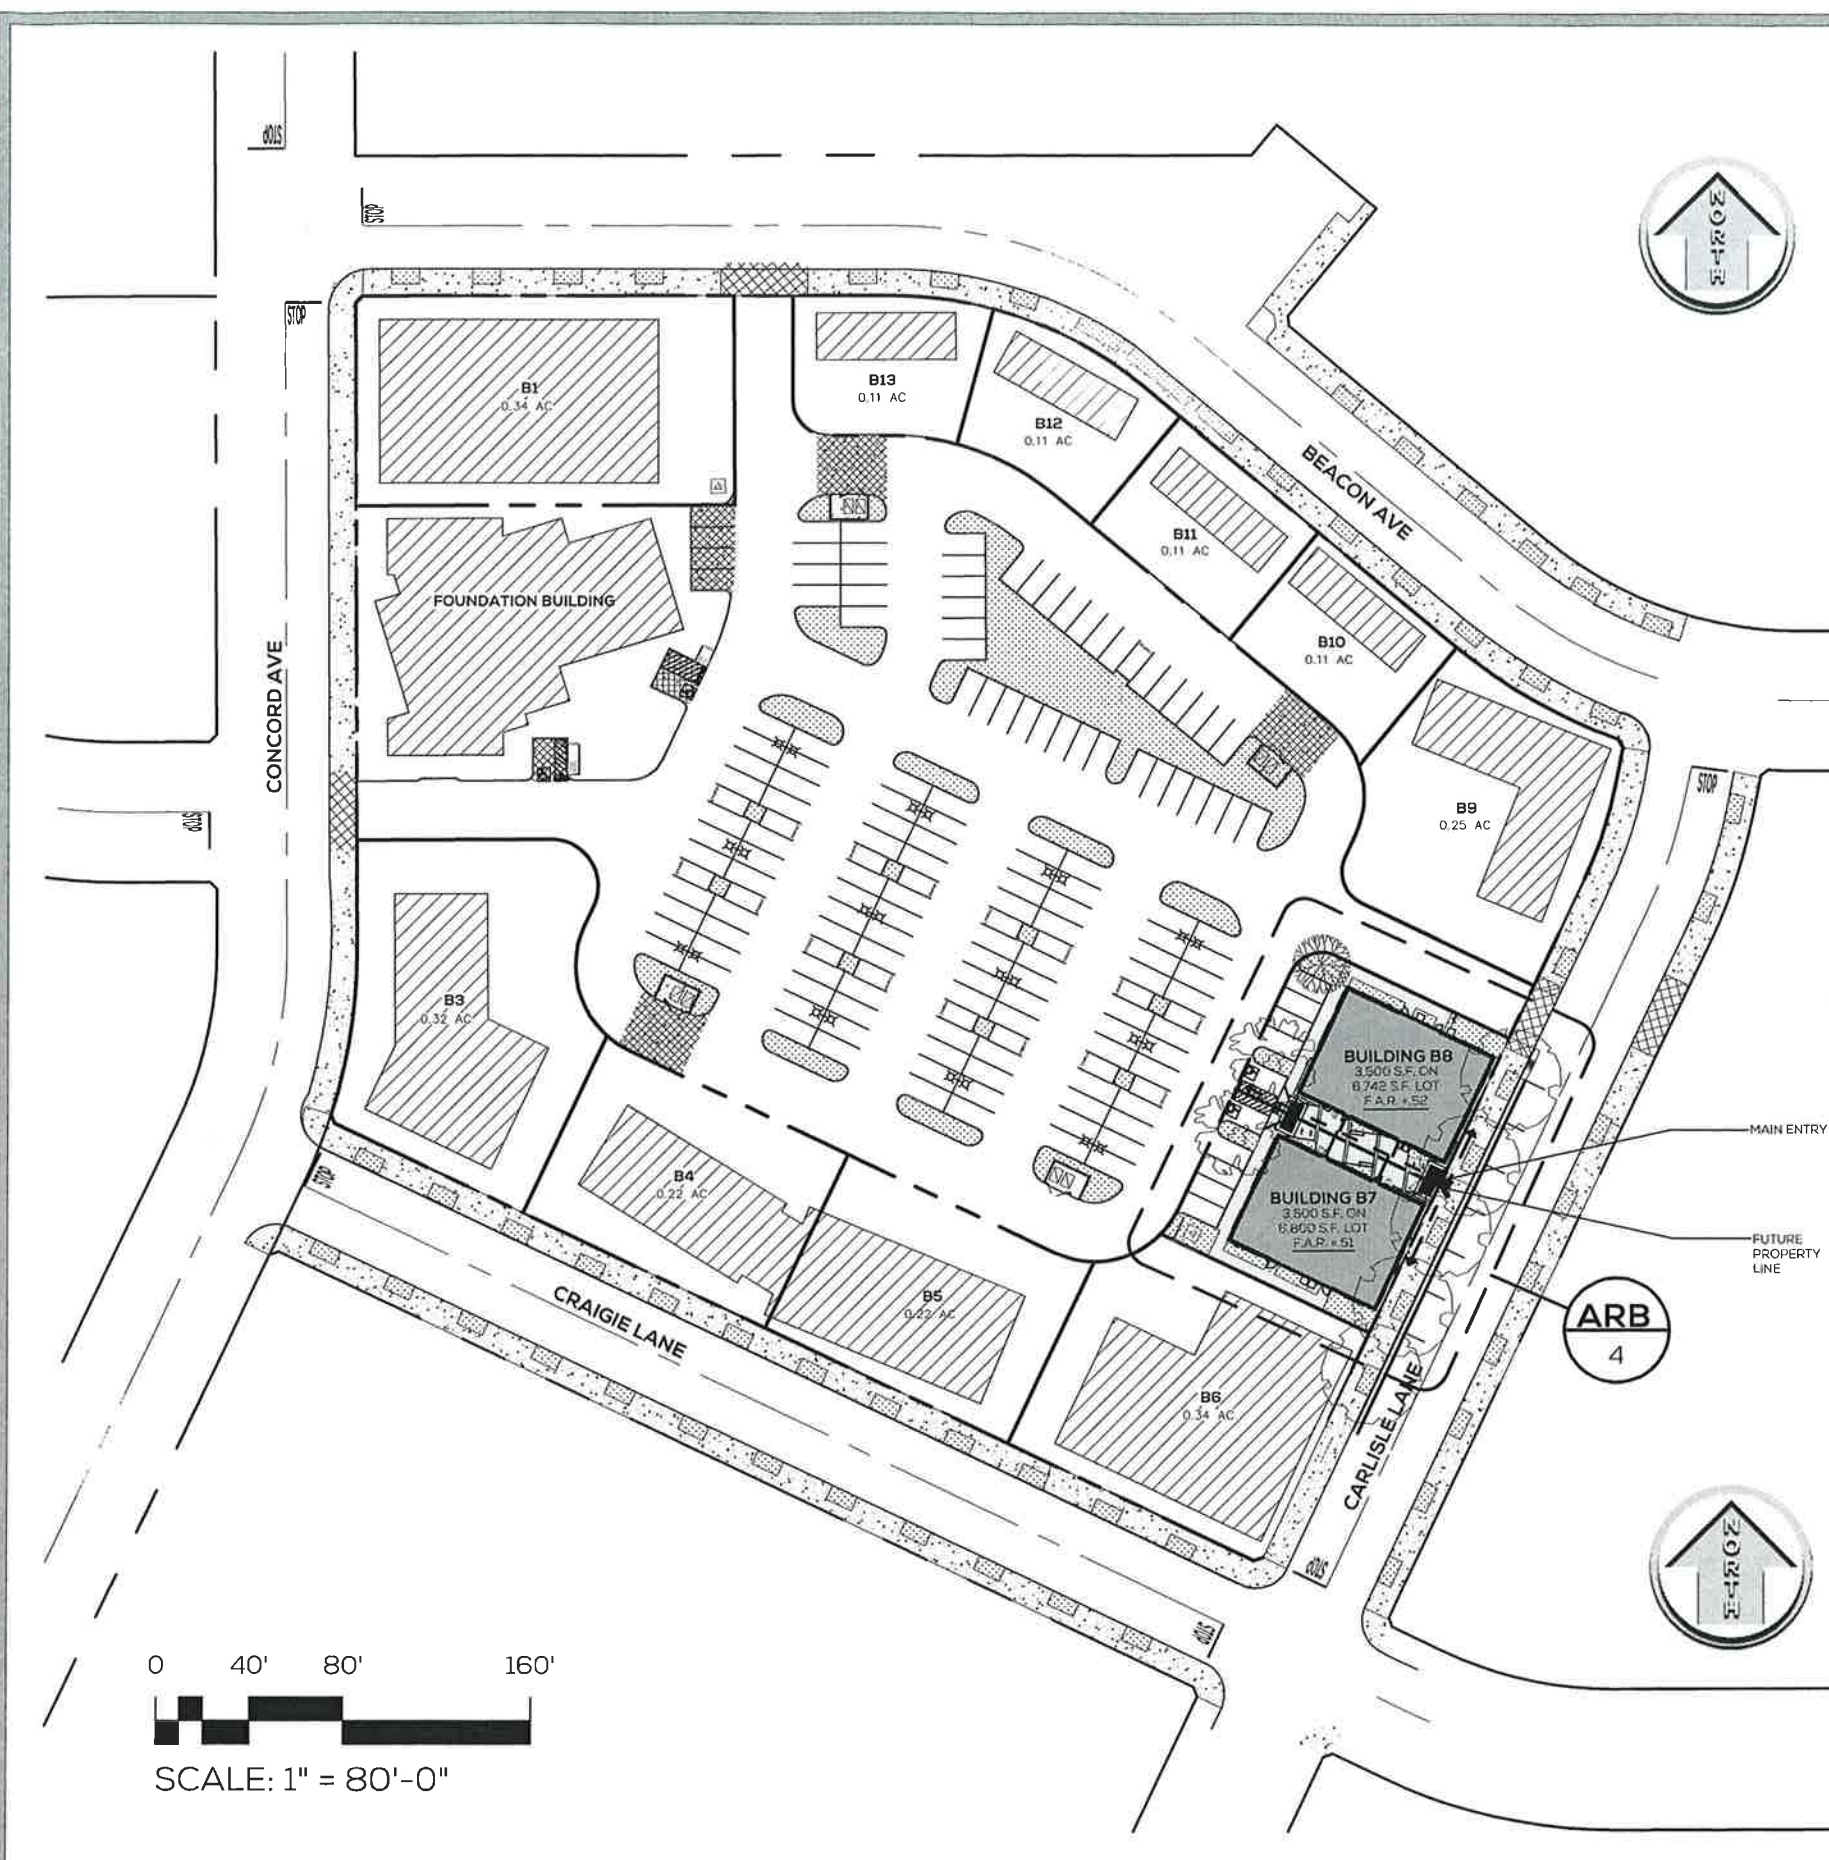 STOP
STOP
NORTH
STOP
B1
0.34 AC
B13
0.11 AC
B12
0.11 AC
BEACON AVE
B11
0.11 AC
FOUNDATION BUILDING
B10
0.11 AC
CONCORD AVE
STOP
STOP
B9
0.25 AC
B3
0.32 AC
BUILDING B8
3,500 S.F. ON
6,742 S.F. LOT
F.A.R. = .52
MAIN ENTRY
B4
0.22 AC
STOP
BUILDING B7
3,500 S.F. ON
6,800 S.F. LOT
F.A.R. = .51
FUTURE
PROPERTY
LINE
B5
0.22 AC
CRAIGIE LANE
ARB
4
B6
0.34 AC
CARLISLE LANE
NORTH
STOP
STOP
0 40' 80' 160'
SCALE: 1" = 80'-0"